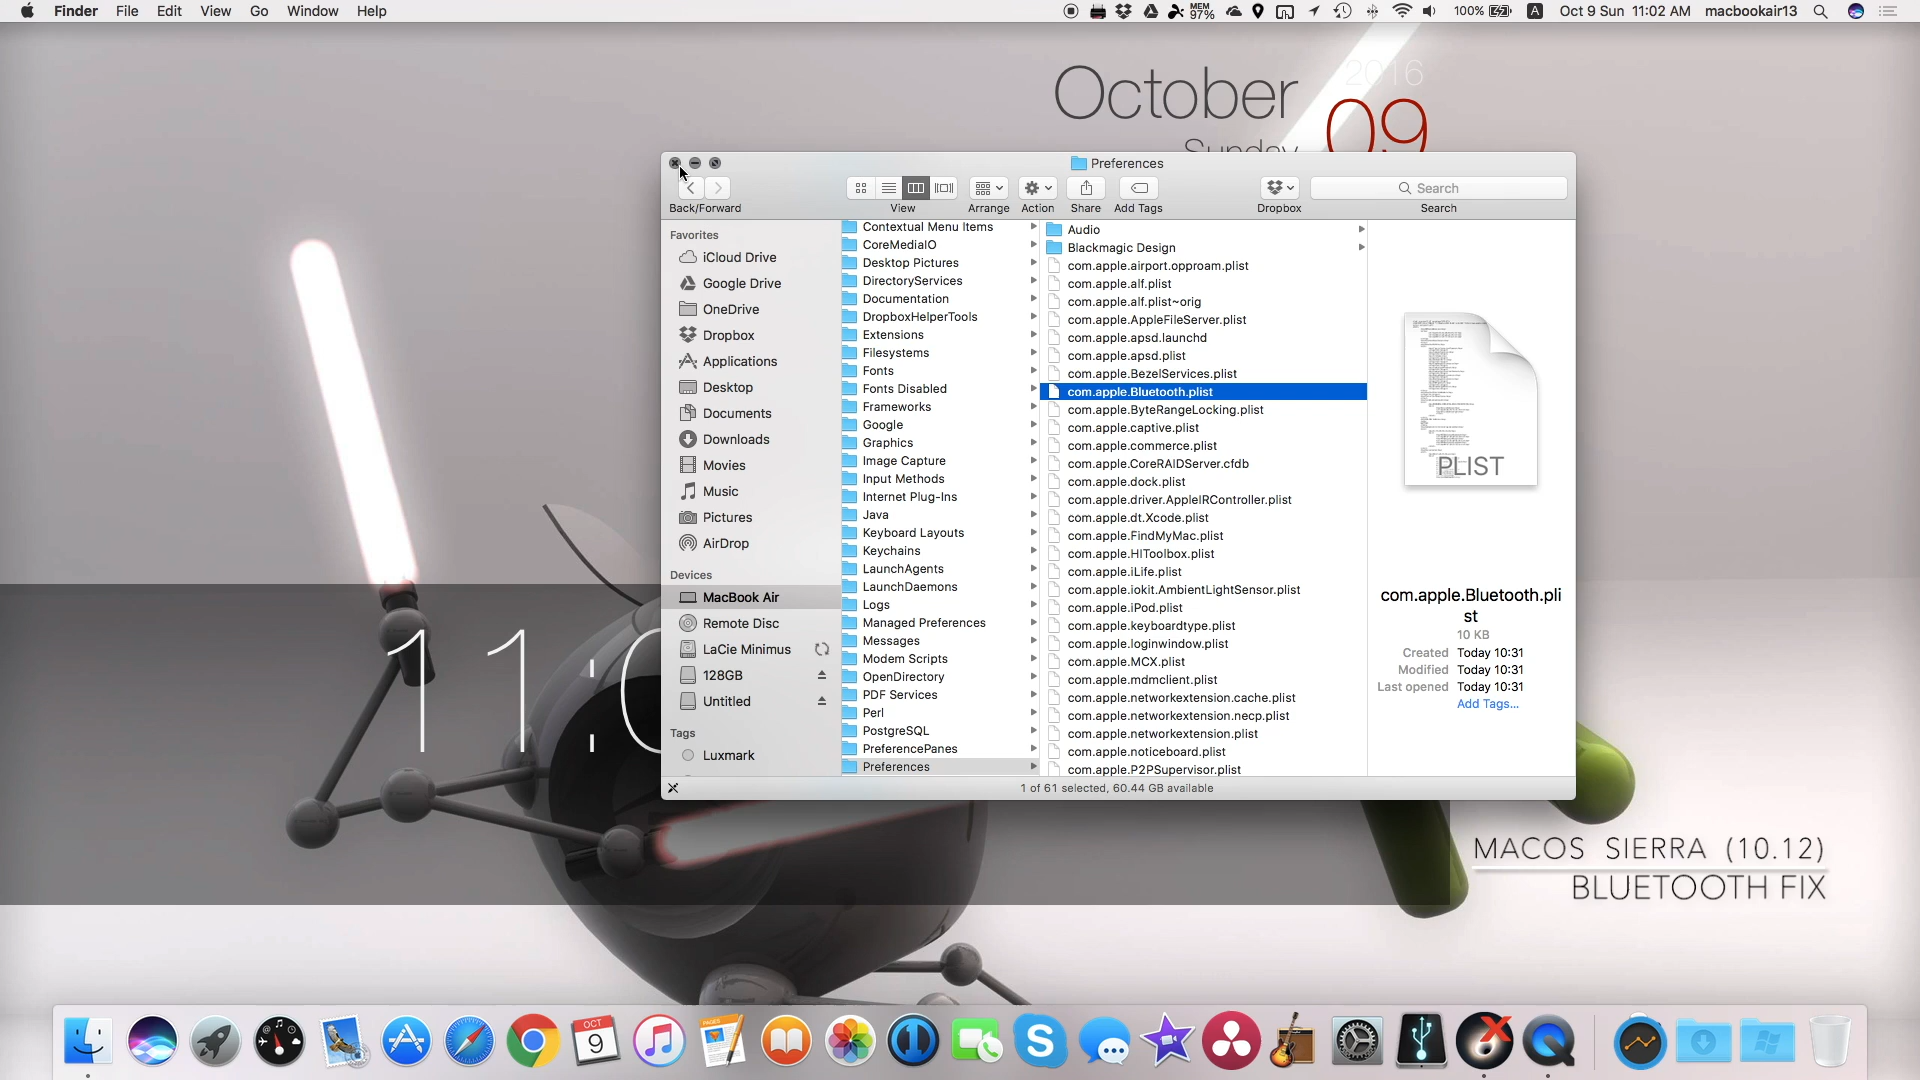 Finder File Edit View Go Window Help
MEM 97% 100% A Oct 9 Sun 11:02 AM macbookair13
2016
October 09
Sunday
Preferences
Search
Back/Forward View Arrange Action Share Add Tags Dropbox Search
Favorites
iCloud Drive
Google Drive
OneDrive
Dropbox
Applications
Desktop
Documents
Downloads
Movies
Music
Pictures
AirDrop
Devices
MacBook Air
Remote Disc
LaCie Minimus
128GB
Untitled
Tags
Luxmark
Contextual Menu Items
CoreMediaIO
Desktop Pictures
DirectoryServices
Documentation
DropboxHelperTools
Extensions
Filesystems
Fonts
Fonts Disabled
Frameworks
Google
Graphics
Image Capture
Input Methods
Internet Plug-Ins
Java
Keyboard Layouts
Keychains
LaunchAgents
LaunchDaemons
Logs
Managed Preferences
Messages
Modem Scripts
OpenDirectory
PDF Services
Perl
PostgreSQL
PreferencePanes
Preferences
Audio
Blackmagic Design
com.apple.airport.opproam.plist
com.apple.alf.plist
com.apple.alf.plist~orig
com.apple.AppleFileServer.plist
com.apple.apsd.launchd
com.apple.apsd.plist
com.apple.BezelServices.plist
com.apple.Bluetooth.plist
com.apple.ByteRangeLocking.plist
com.apple.captive.plist
com.apple.commerce.plist
com.apple.CoreRAIDServer.cfdb
com.apple.dock.plist
com.apple.driver.AppleIRController.plist
com.apple.dt.Xcode.plist
com.apple.FindMyMac.plist
com.apple.HIToolbox.plist
com.apple.iLife.plist
com.apple.iokit.AmbientLightSensor.plist
com.apple.iPod.plist
com.apple.keyboardtype.plist
com.apple.loginwindow.plist
com.apple.MCX.plist
com.apple.mdmclient.plist
com.apple.networkextension.cache.plist
com.apple.networkextension.necp.plist
com.apple.networkextension.plist
com.apple.noticeboard.plist
com.apple.P2PSupervisor.plist
PLIST
com.apple.Bluetooth.pli
st
10 KB
Created Today 10:31
Modified Today 10:31
Last opened Today 10:31
Add Tags...
1 of 61 selected, 60.44 GB available
11:0
MACOS SIERRA (10.12)
BLUETOOTH FIX
OCT
9
PAGES